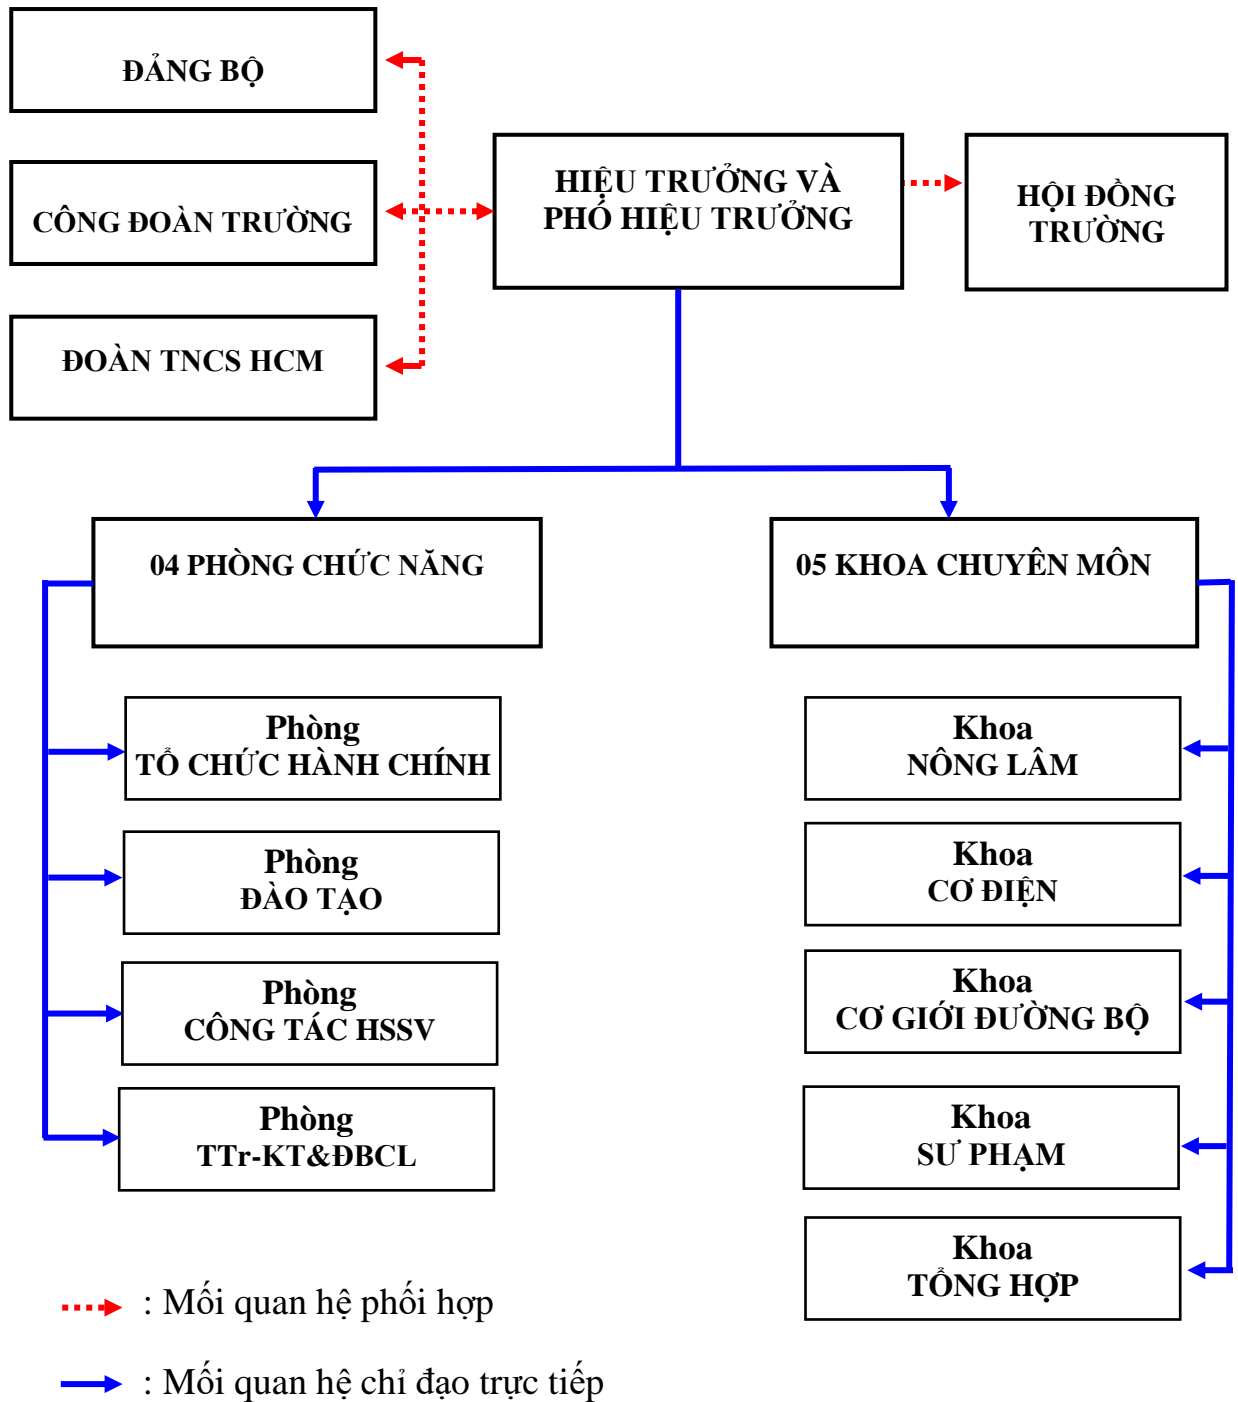 ĐẢNG BỘ
CÔNG ĐOÀN TRƯỜNG
ĐOÀN TNCS HCM
HIỆU TRƯỞNG VÀ
PHÓ HIỆU TRƯỞNG
HỘI ĐỒNG
TRƯỜNG
04 PHÒNG CHỨC NĂNG
05 KHOA CHUYÊN MÔN
Phòng
TỔ CHỨC HÀNH CHÍNH
Phòng
ĐÀO TẠO
Phòng
CÔNG TÁC HSSV
Phòng
TTr-KT&ĐBCL
Khoa
NÔNG LÂM
Khoa
CƠ ĐIỆN
Khoa
CƠ GIỚI ĐƯỜNG BỘ
Khoa
SƯ PHẠM
Khoa
TỔNG HỢP
: Mối quan hệ phối hợp
: Mối quan hệ chỉ đạo trực tiếp